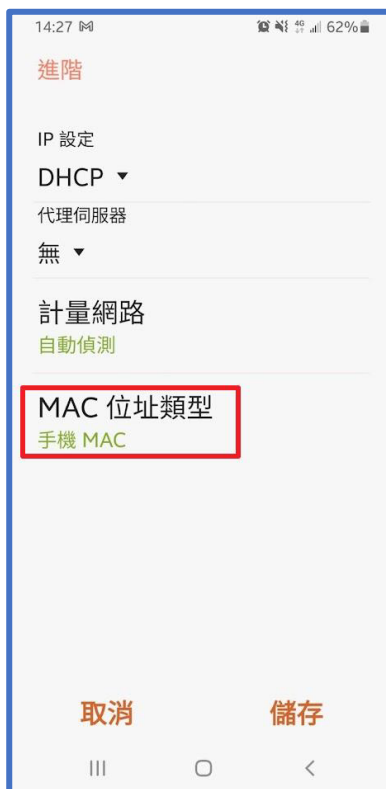 14:27 4G 62%
進階
IP 設定
DHCP
代理伺服器
無
計量網路
自動偵測
MAC 位址類型
手機 MAC
取消 儲存